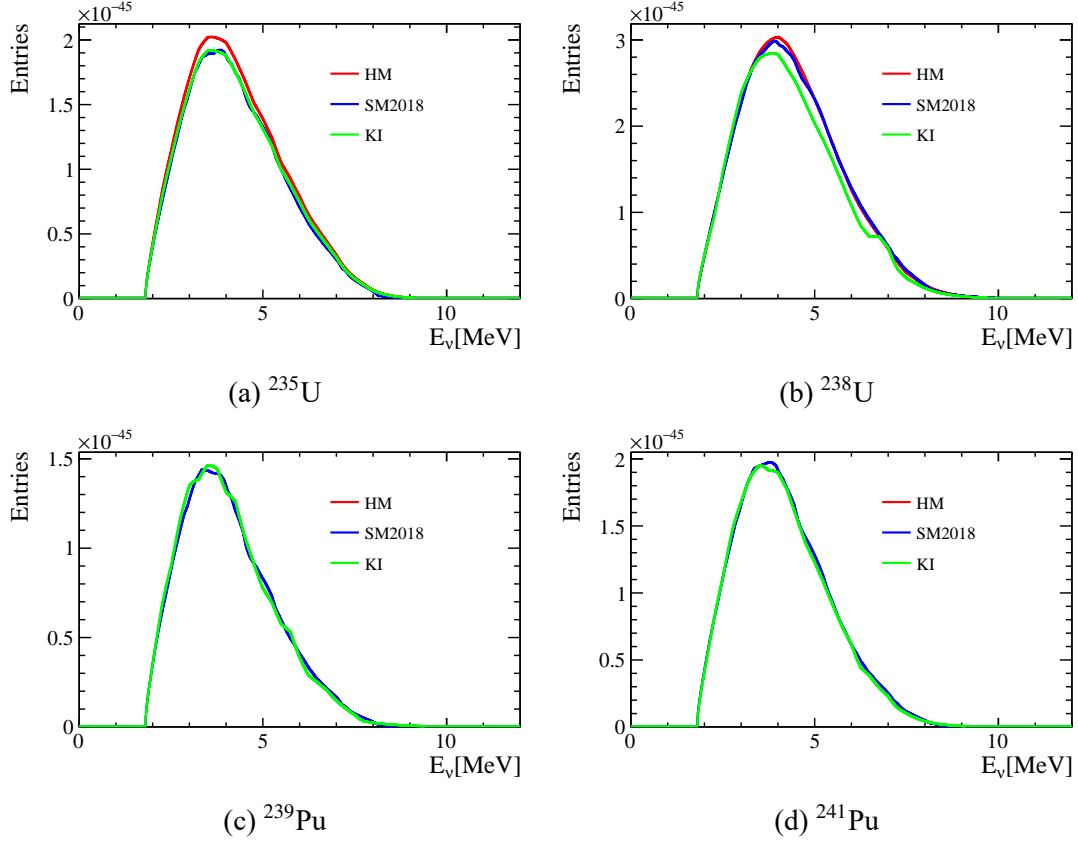 ×10⁻⁴⁵
Entries
2
1.5
1
0.5
0
HM
SM2018
KI
0 5 10
Eν[MeV]
(a) ²³⁵U
×10⁻⁴⁵
Entries
3
2
1
0
HM
SM2018
KI
0 5 10
Eν[MeV]
(b) ²³⁸U
×10⁻⁴⁵
Entries
1.5
1
0.5
0
HM
SM2018
KI
0 5 10
Eν[MeV]
(c) ²³⁹Pu
×10⁻⁴⁵
Entries
2
1.5
1
0.5
0
HM
SM2018
KI
0 5 10
Eν[MeV]
(d) ²⁴¹Pu